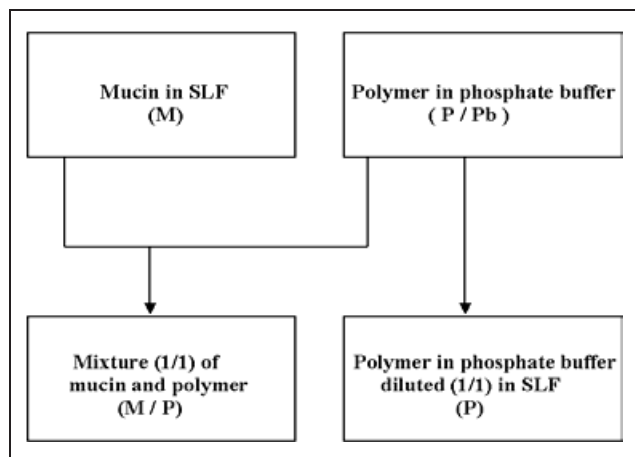 Mucin in SLF
(M)
Polymer in phosphate buffer
( P / Pb )
Mixture (1/1) of
mucin and polymer
(M / P)
Polymer in phosphate buffer
diluted (1/1) in SLF
(P)